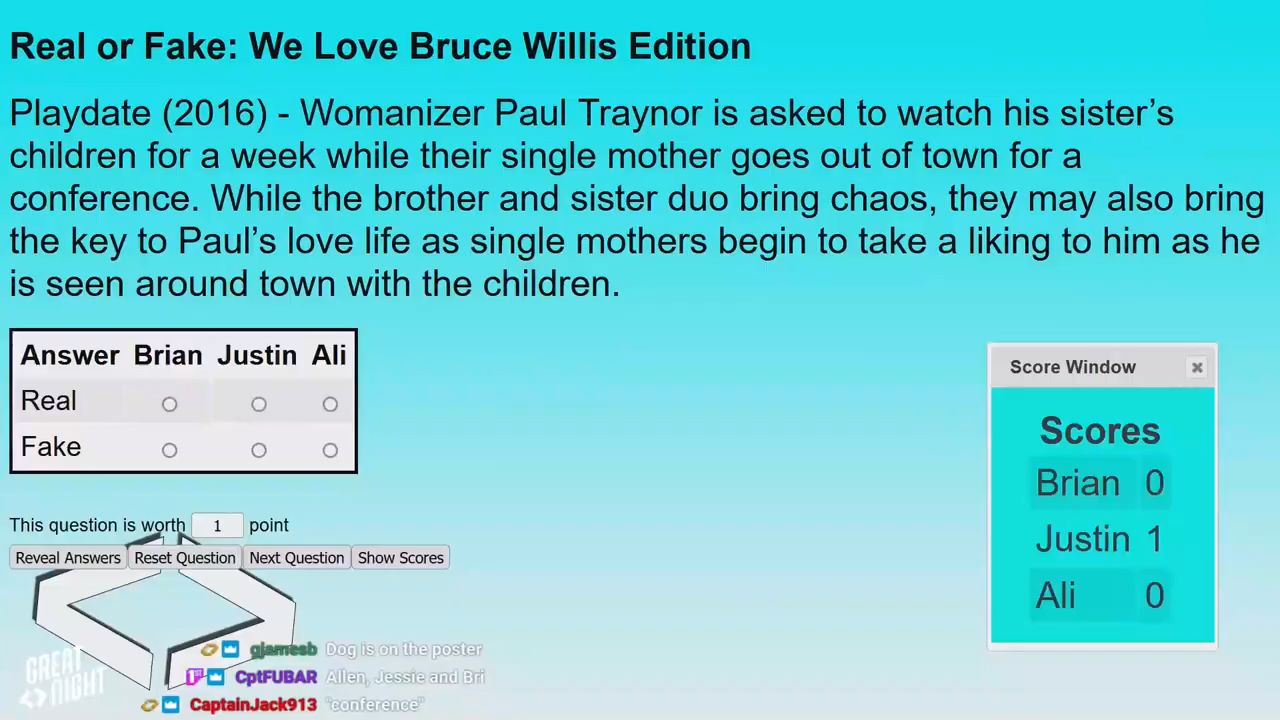 Real or Fake: We Love Bruce Willis Edition
Playdate (2016) - Womanizer Paul Traynor is asked to watch his sister’s
children for a week while their single mother goes out of town for a
conference. While the brother and sister duo bring chaos, they may also bring
the key to Paul’s love life as single mothers begin to take a liking to him as he
is seen around town with the children.
Answer Brian Justin Ali
Real
Fake
Score Window
Scores
Brian 0
Justin 1
Ali 0
This question is worth 1 point
Reveal Answers Reset Question Next Question Show Scores
gjamesb Dog is on the poster
1ST CptFUBAR Allen, Jessie and Bri
CaptainJack913 "conference"
GREAT
NIGHT